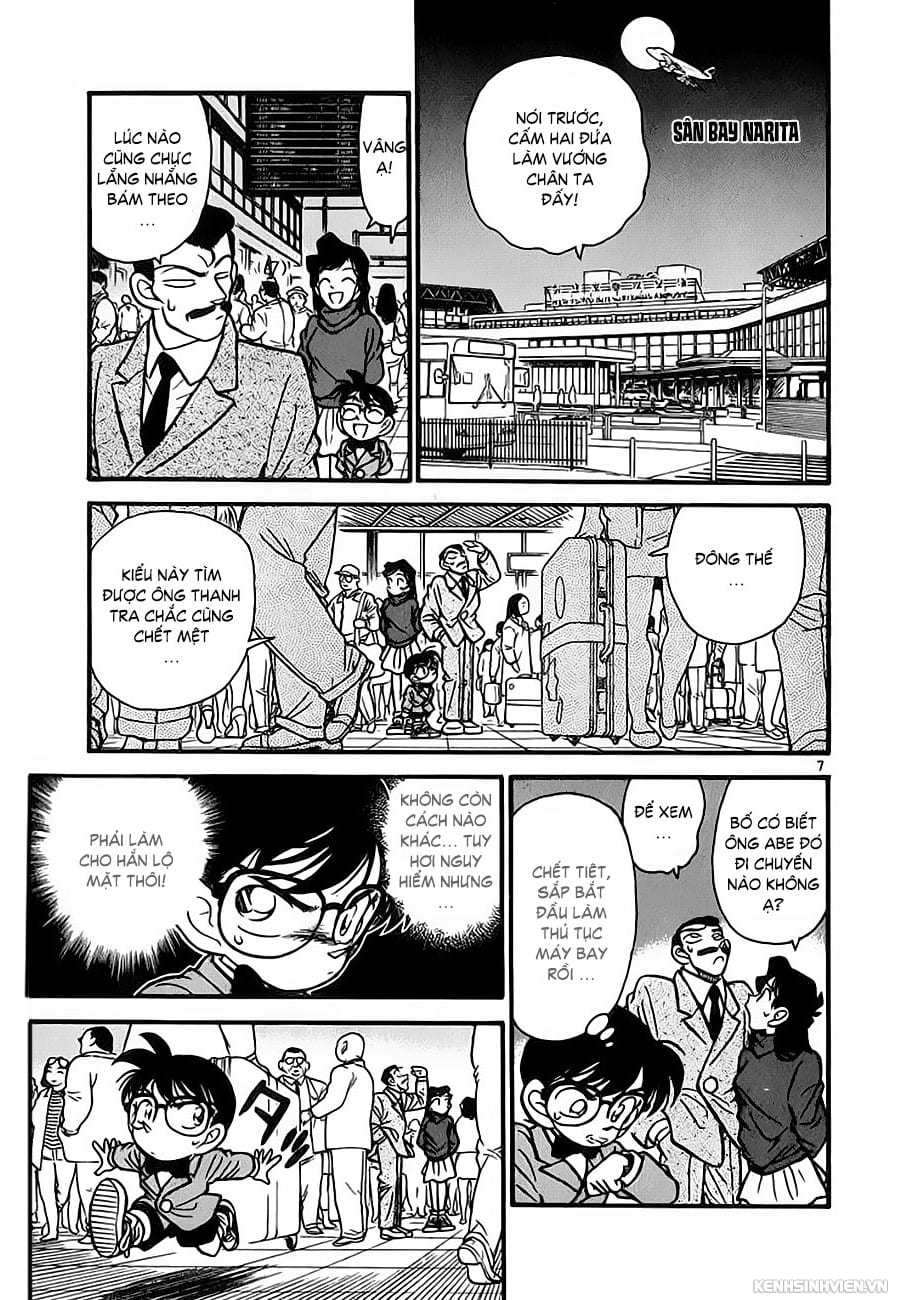 SÂN BAY NARITA
NÓI TRƯỚC,
CẤM HAI ĐỨA
LÀM VƯỚNG
CHÂN TA
ĐẤY!
VÂNG
Ạ!
LÚC NÀO
CŨNG CHỰC
LẲNG NHẲNG
BÁM THEO
...
ĐÔNG THẾ
...
KIỂU NÀY TÌM
ĐƯỢC ÔNG THANH
TRA CHẮC CŨNG
CHẾT MỆT
...
7
BỐ CÓ BIẾT
ÔNG ABE ĐÓ
ĐI CHUYẾN
NÀO KHÔNG
Ạ?
ĐỂ XEM
...
CHẾT TIỆT,
SẮP BẮT
ĐẦU LÀM
THỦ TỤC
MÁY BAY
RỒI ...
KHÔNG CÒN
CÁCH NÀO
KHÁC... TUY
HƠI NGUY
HIỂM NHƯNG
...
PHẢI LÀM
CHO HẮN LỘ
MẶT THÔI!
ダッ
KENHSINHVIEN.VN